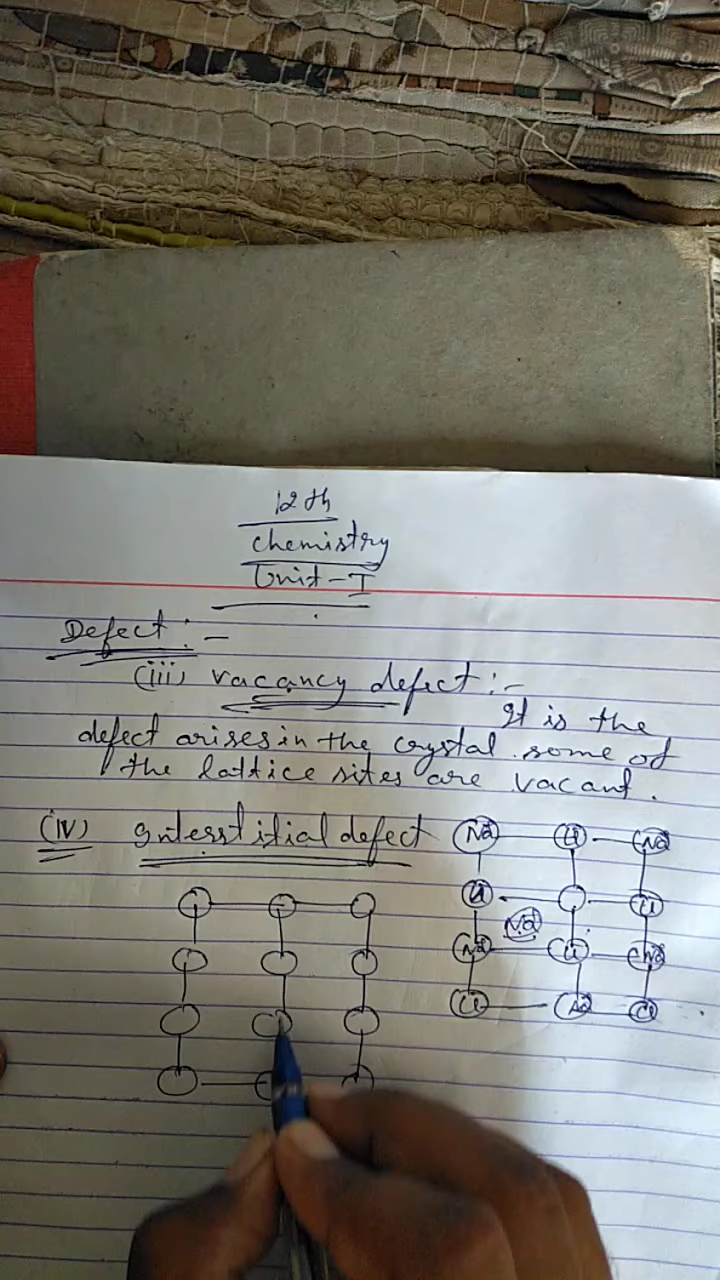 12th
Chemistry
Unit-I
Defect :-
(iii) vacancy defect :-
It is the
defect arises in the crystal some of
the lattice sites are vacant.
(iv) Intersstitial defect
Na Cl Na
Cl Cl
Na
Na Cl Na
Cl Na Cl